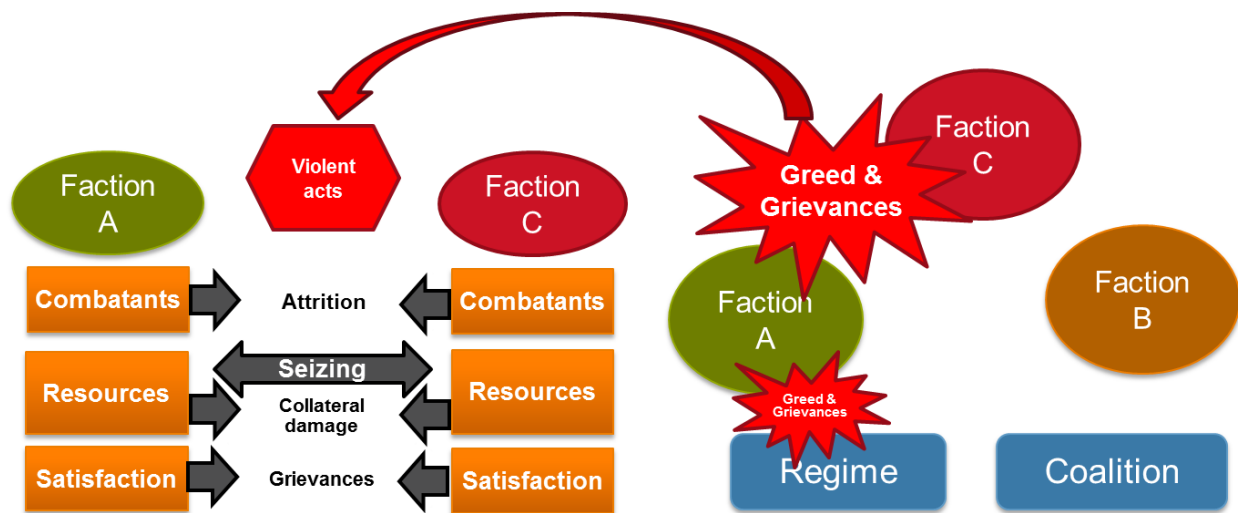 Faction
A
Violent
acts
Faction
C
Combatants
Attrition
Combatants
Resources
Seizing
Resources
Collateral
damage
Satisfaction
Grievances
Satisfaction
Faction
C
Greed &
Grievances
Faction
A
Faction
B
Greed &
Grievances
Regime
Coalition